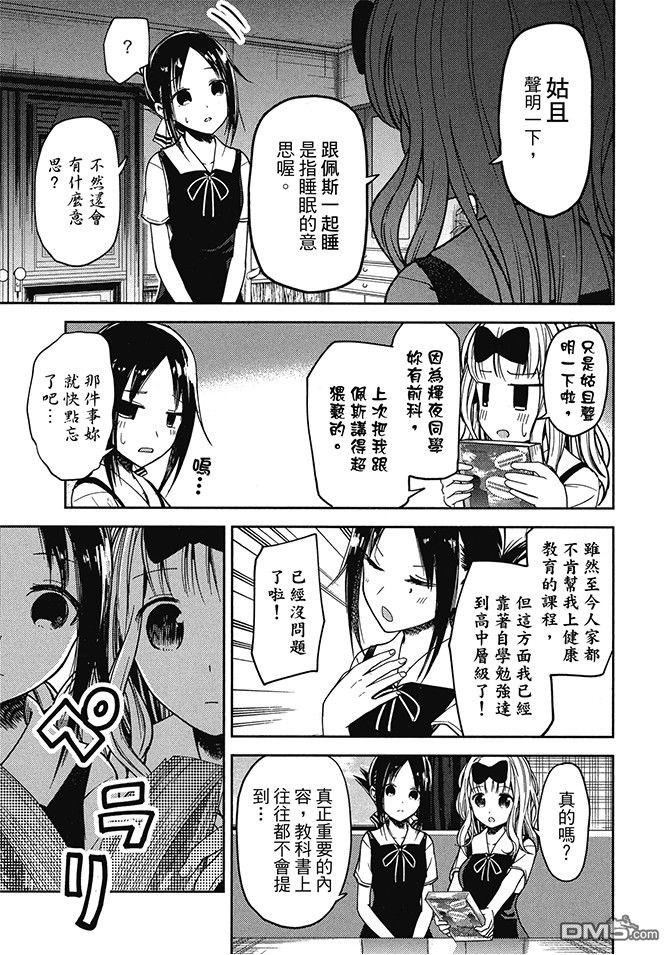 姑且
聲明一下，
跟佩斯一起睡
是指睡眠的意
思喔。
？
不然還會
有什麼意
思？
只是姑且聲
明一下啦，
因為輝夜同學
妳有前科，
上次把我跟
佩斯講得超
猥褻的。
嗚…
那件事妳
就快點忘
了吧…
雖然至今人家都
不肯幫我上健康
教育的課程，
但這方面我已經
靠著自學勉強達
到高中層級了！
已經沒問題
了啦！
ペラリ
真的嗎？
真正重要的內
容，教科書上
往往都不會提
到…
DM5.com